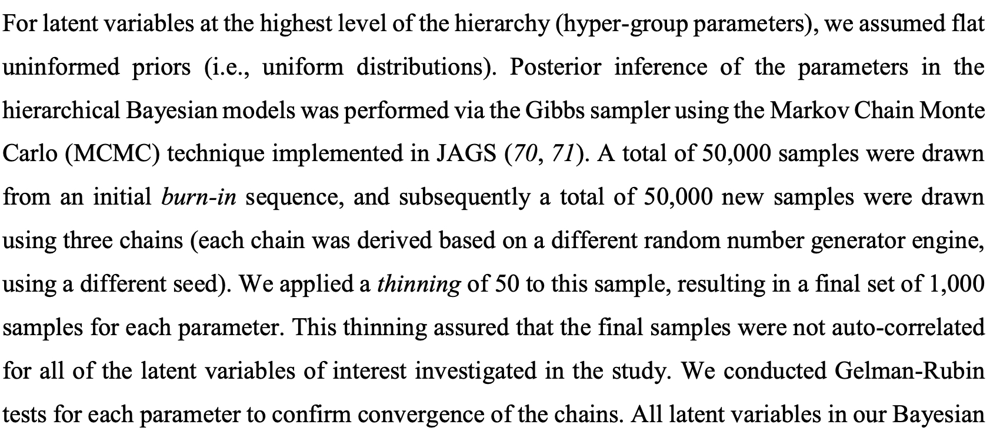 For latent variables at the highest level of the hierarchy (hyper-group parameters), we assumed flat
uninformed priors (i.e., uniform distributions). Posterior inference of the parameters in the
hierarchical Bayesian models was performed via the Gibbs sampler using the Markov Chain Monte
Carlo (MCMC) technique implemented in JAGS (70, 71). A total of 50,000 samples were drawn
from an initial burn-in sequence, and subsequently a total of 50,000 new samples were drawn
using three chains (each chain was derived based on a different random number generator engine,
using a different seed). We applied a thinning of 50 to this sample, resulting in a final set of 1,000
samples for each parameter. This thinning assured that the final samples were not auto-correlated
for all of the latent variables of interest investigated in the study. We conducted Gelman-Rubin
tests for each parameter to confirm convergence of the chains. All latent variables in our Bayesian